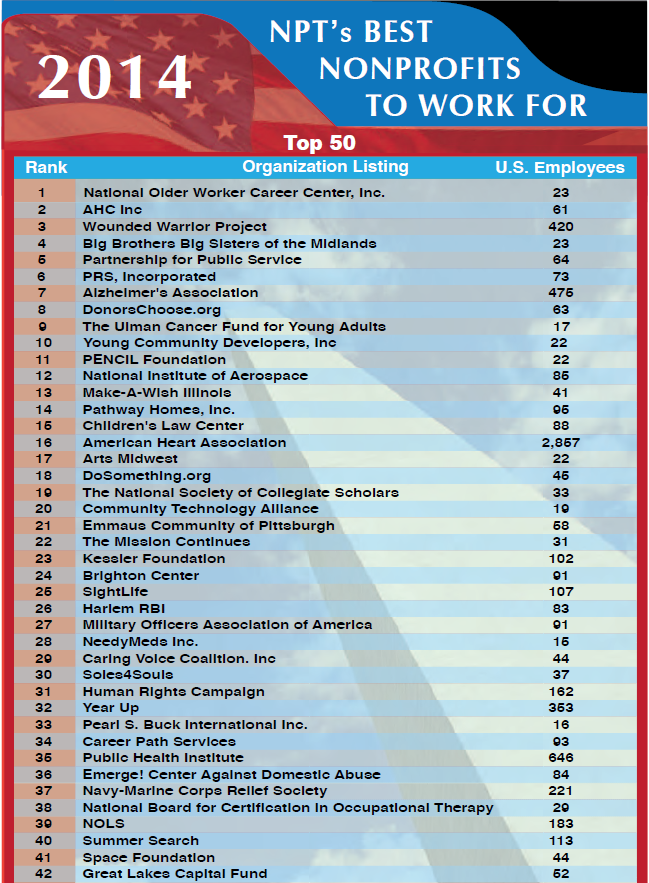 2014
NPT's BEST
NONPROFITS
TO WORK FOR
Top 50
Rank Organization Listing U.S. Employees
1 National Older Worker Career Center, Inc. 23
2 AHC Inc 61
3 Wounded Warrior Project 420
4 Big Brothers Big Sisters of the Midlands 23
5 Partnership for Public Service 64
6 PRS, Incorporated 73
7 Alzheimer's Association 475
8 DonorsChoose.org 63
9 The Ulman Cancer Fund for Young Adults 17
10 Young Community Developers, Inc 22
11 PENCIL Foundation 22
12 National Institute of Aerospace 85
13 Make-A-Wish Illinois 41
14 Pathway Homes, Inc. 95
15 Children's Law Center 88
16 American Heart Association 2,857
17 Arts Midwest 22
18 DoSomething.org 45
19 The National Society of Collegiate Scholars 33
20 Community Technology Alliance 19
21 Emmaus Community of Pittsburgh 58
22 The Mission Continues 31
23 Kessler Foundation 102
24 Brighton Center 91
25 SightLife 107
26 Harlem RBI 83
27 Military Officers Association of America 91
28 NeedyMeds Inc. 15
29 Caring Voice Coalition. Inc 44
30 Soles4Souls 37
31 Human Rights Campaign 162
32 Year Up 353
33 Pearl S. Buck International Inc. 16
34 Career Path Services 93
35 Public Health Institute 646
36 Emerge! Center Against Domestic Abuse 84
37 Navy-Marine Corps Relief Society 221
38 National Board for Certification in Occupational Therapy 29
39 NOLS 183
40 Summer Search 113
41 Space Foundation 44
42 Great Lakes Capital Fund 52